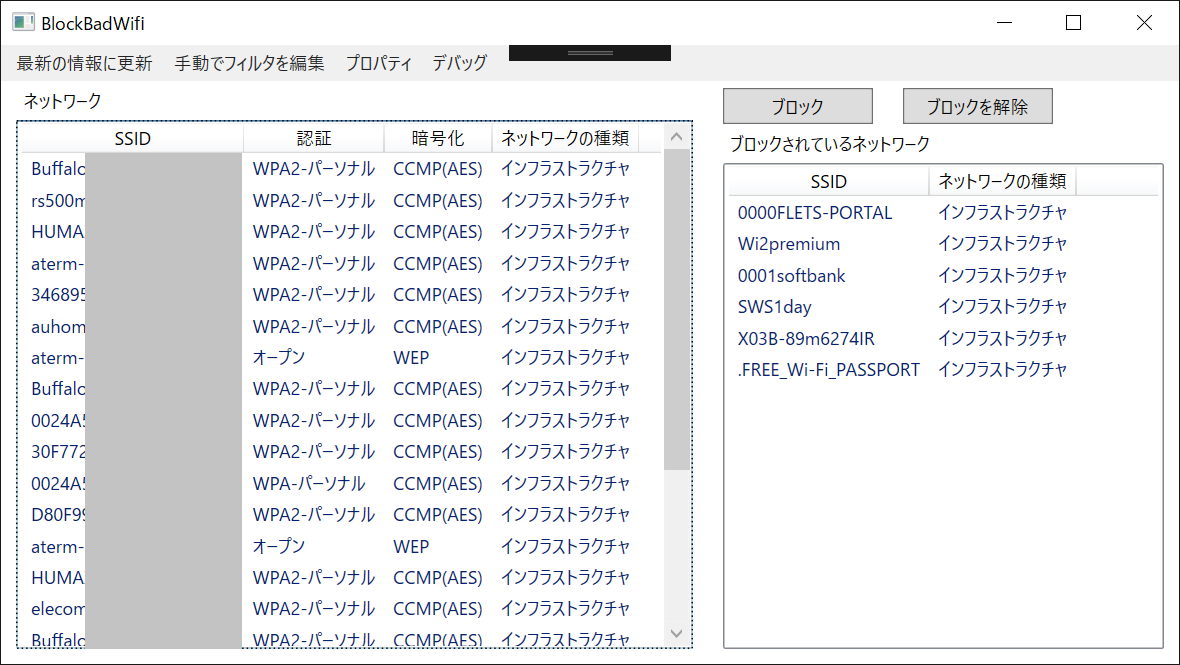 BlockBadWifi
最新の情報に更新 手動でフィルタを編集 プロパティ デバッグ
ネットワーク
SSID 認証 暗号化 ネットワークの種類
Buffalo WPA2-パーソナル CCMP(AES) インフラストラクチャ
rs500m WPA2-パーソナル CCMP(AES) インフラストラクチャ
HUMA WPA2-パーソナル CCMP(AES) インフラストラクチャ
aterm- WPA2-パーソナル CCMP(AES) インフラストラクチャ
346895 WPA2-パーソナル CCMP(AES) インフラストラクチャ
auhom WPA2-パーソナル CCMP(AES) インフラストラクチャ
aterm- オープン WEP インフラストラクチャ
Buffalo WPA2-パーソナル CCMP(AES) インフラストラクチャ
0024A5 WPA2-パーソナル CCMP(AES) インフラストラクチャ
30F772 WPA2-パーソナル CCMP(AES) インフラストラクチャ
0024A5 WPA-パーソナル CCMP(AES) インフラストラクチャ
D80F99 WPA2-パーソナル CCMP(AES) インフラストラクチャ
aterm- オープン WEP インフラストラクチャ
HUMA WPA2-パーソナル CCMP(AES) インフラストラクチャ
elecom WPA2-パーソナル CCMP(AES) インフラストラクチャ
Buffalo WPA2-パーソナル CCMP(AES) インフラストラクチャ
ブロック ブロックを解除
ブロックされているネットワーク
SSID ネットワークの種類
0000FLETS-PORTAL インフラストラクチャ
Wi2premium インフラストラクチャ
0001softbank インフラストラクチャ
SWS1day インフラストラクチャ
X03B-89m6274IR インフラストラクチャ
.FREE_Wi-Fi_PASSPORT インフラストラクチャ